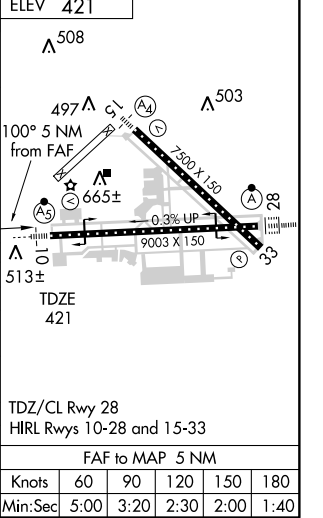 ELEV 421
508
497
A4
503
15
V
7500 X 150
100° 5 NM
from FAF
V
665±
A5
A
28
0.3% UP
9003 X 150
10
513±
P
33
TDZE
421
TDZ/CL Rwy 28
HIRL Rwys 10-28 and 15-33
FAF to MAP 5 NM
Knots 60 90 120 150 180
Min:Sec 5:00 3:20 2:30 2:00 1:40